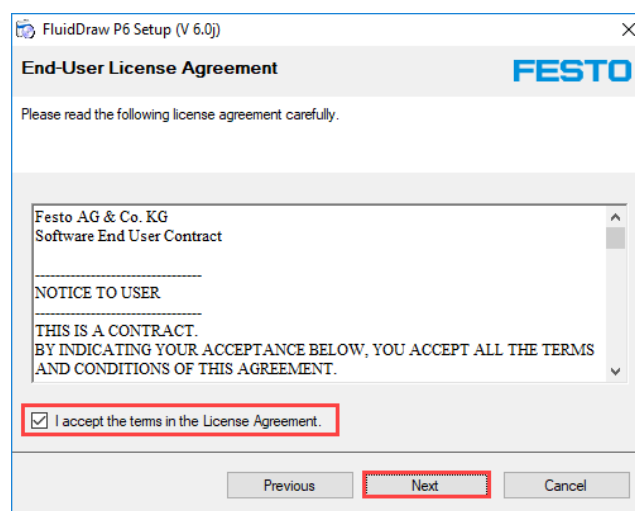 FluidDraw P6 Setup (V 6.0j)
End-User License Agreement
FESTO
Please read the following license agreement carefully.
Festo AG & Co. KG
Software End User Contract
---------------------------------
NOTICE TO USER
---------------------------------
THIS IS A CONTRACT.
BY INDICATING YOUR ACCEPTANCE BELOW, YOU ACCEPT ALL THE TERMS
AND CONDITIONS OF THIS AGREEMENT.
I accept the terms in the License Agreement.
Previous Next Cancel